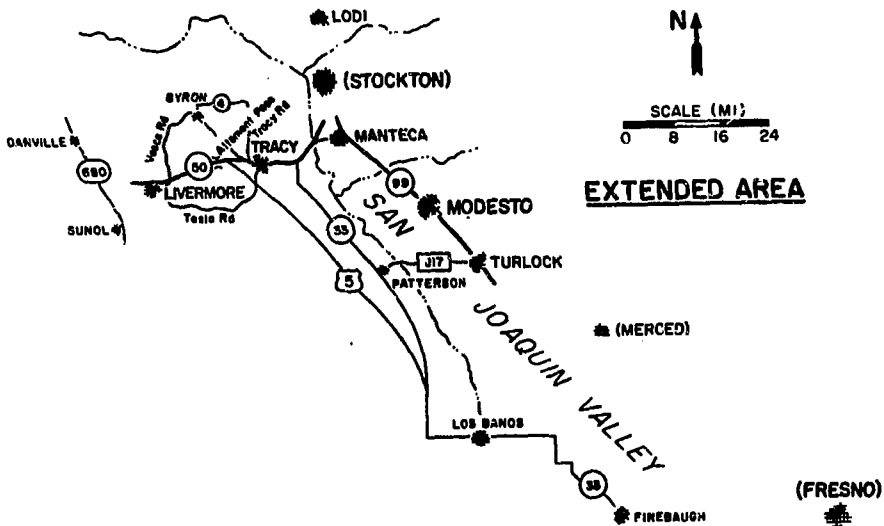 LODI
N
(STOCKTON)
SCALE (MI)
0 8 16 24
EXTENDED AREA
BYRON
4
Altamont Pass
Tracy Rd
Vasco Rd
DANVILLE
TRACY
MANTECA
680
50
LIVERMORE
99
SAN
MODESTO
Tesla Rd
SUNOL
33
J17
TURLOCK
PATTERSON
5
JOAQUIN
(MERCED)
VALLEY
LOS BANOS
33
(FRESNO)
FIREBAUGH